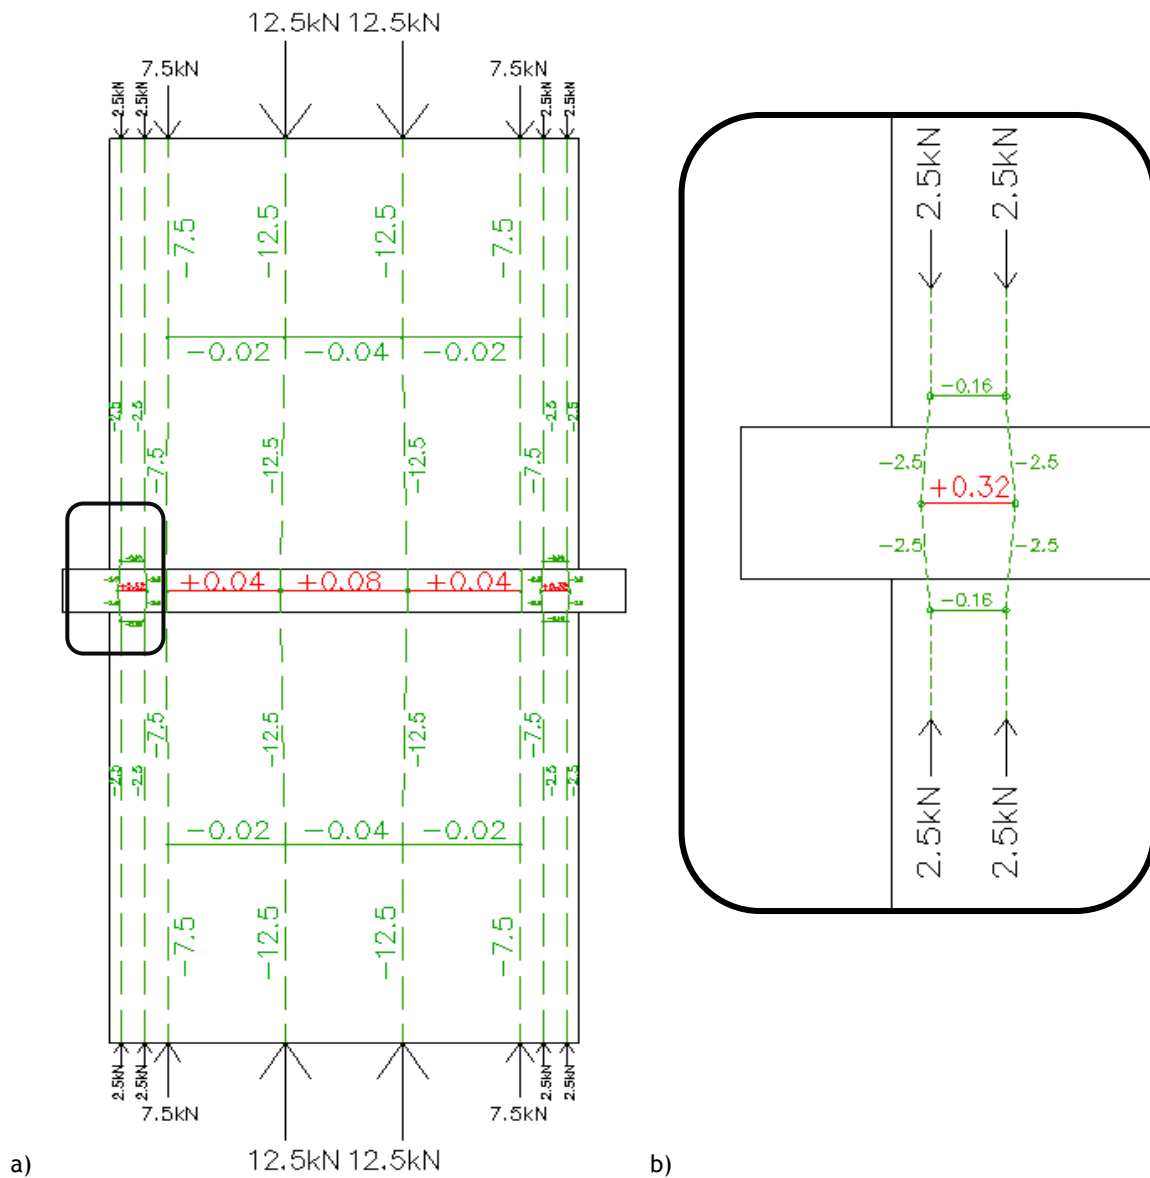 12.5kN 12.5kN
7.5kN 7.5kN
2.5kN 2.5kN 2.5kN 2.5kN
-7.5 -12.5 -12.5 -7.5
-0.02 -0.04 -0.02
-2.5 -2.5 -2.5 -2.5
-7.5 -12.5 -12.5 -7.5
+0.04 +0.08 +0.04
-7.5 -12.5 -12.5 -7.5
-2.5 -2.5 -2.5 -2.5
-0.02 -0.04 -0.02
-7.5 -12.5 -12.5 -7.5
2.5kN 2.5kN 2.5kN 2.5kN
7.5kN 7.5kN
12.5kN 12.5kN
a)
2.5kN 2.5kN
-0.16
-2.5 -2.5
+0.32
-2.5 -2.5
-0.16
2.5kN 2.5kN
b)